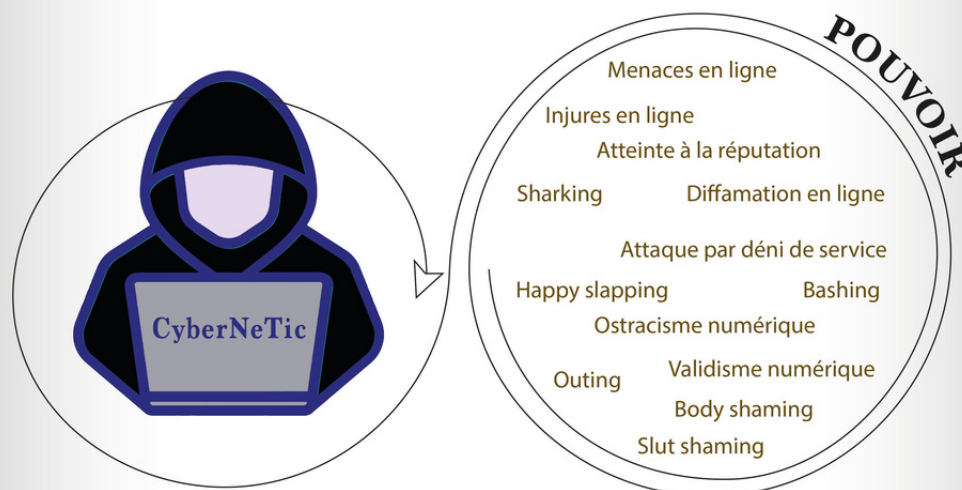 POUVOIR
Menaces en ligne
Injures en ligne
Atteinte à la réputation
Sharking
Diffamation en ligne
Attaque par déni de service
Happy slapping
Bashing
Ostracisme numérique
Validisme numérique
Outing
Body shaming
Slut shaming
CyberNeTic